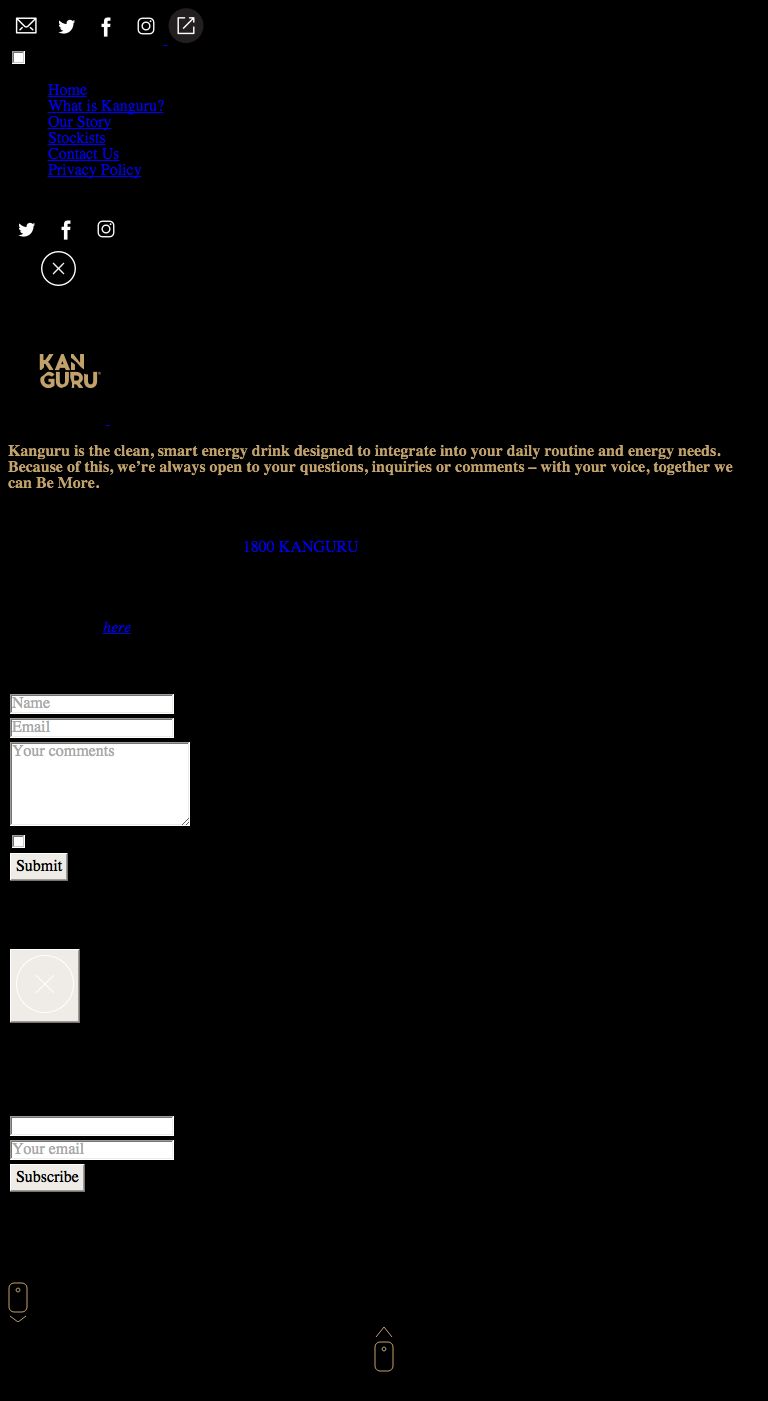 Home
What is Kanguru?
Our Story
Stockists
Contact Us
Privacy Policy
KAN
GURU
Kanguru is the clean, smart energy drink designed to integrate into your daily routine and energy needs.
Because of this, we’re always open to your questions, inquiries or comments – with your voice, together we
can Be More.
1800 KANGURU
here
Name
Email
Your comments
Submit
Your email
Subscribe